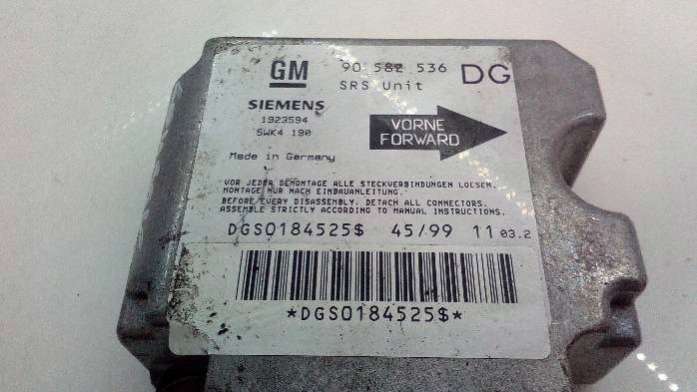 GM 90 582 536 DG
SRS Unit
SIEMENS
1923594
5WK4 190
VORNE
FORWARD
Made in Germany
VOR JEDER DEMONTAGE ALLE STECKVERBINDUNGEN LOESEN.
MONTAGE NUR NACH EINBAUANLEITUNG.
BEFORE EVERY DISASSEMBLY. DETACH ALL CONNECTORS.
ASSEMBLE STRICTLY ACCORDING TO MANUAL INSTRUCTIONS.
DGS0184525$ 45/99 11 03.2
*DGS0184525$*